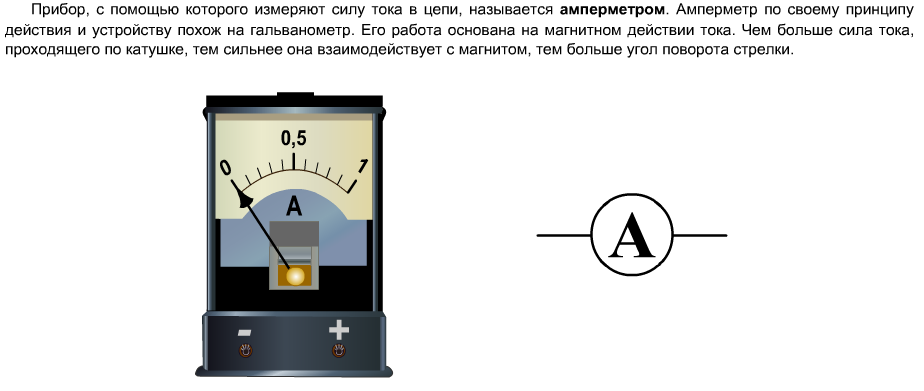 Прибор, с помощью которого измеряют силу тока в цепи, называется амперметром. Амперметр по своему принципу
действия и устройству похож на гальванометр. Его работа основана на магнитном действии тока. Чем больше сила тока,
проходящего по катушке, тем сильнее она взаимодействует с магнитом, тем больше угол поворота стрелки.
0 0,5 1
A
A
- +